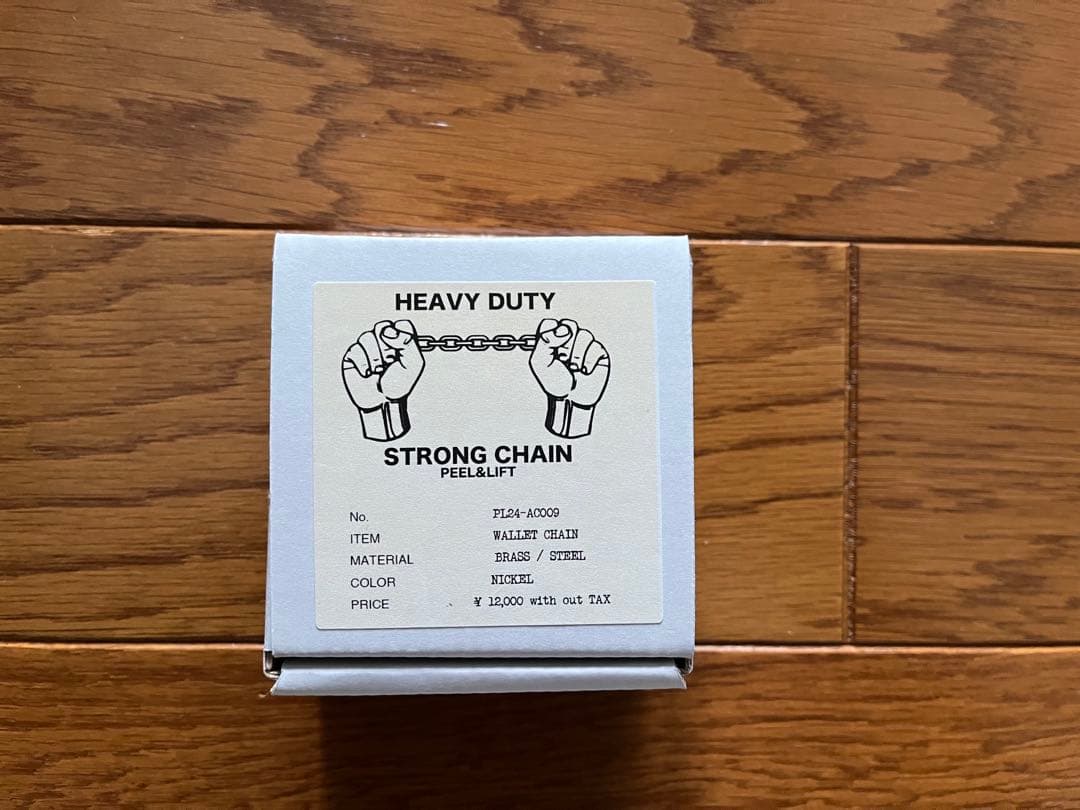 HEAVY DUTY
STRONG CHAIN
PEEL&LIFT
No. PL24-AC009
ITEM WALLET CHAIN
MATERIAL BRASS / STEEL
COLOR NICKEL
PRICE ¥ 12,000 with out TAX